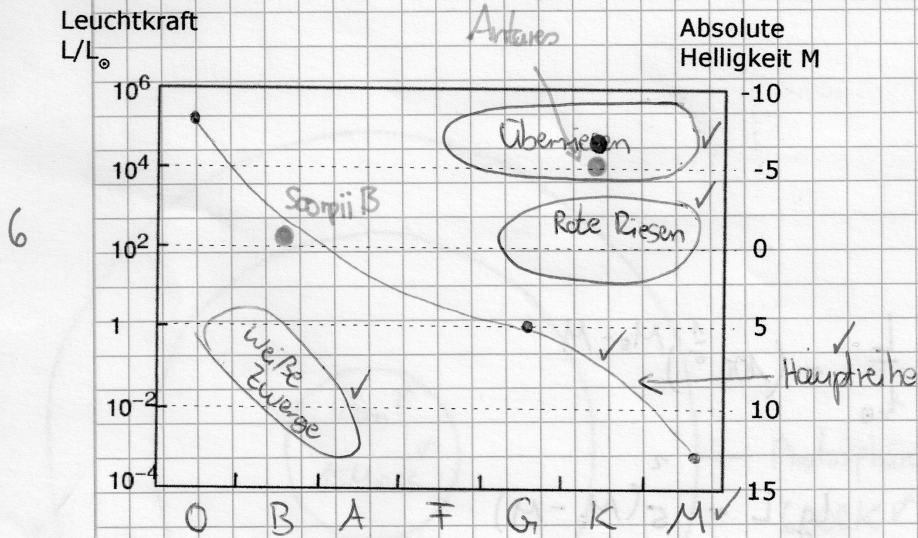 Leuchtkraft
L/L☉
Absolute
Helligkeit M
Antares
10⁶
-10
Überriesen
10⁴
-5
Scorpii B
Rote Riesen
6
10²
0
1
5
Weiße
Zwerge
Hauptreihe
10⁻²
10
10⁻⁴
15
O B A F G K M